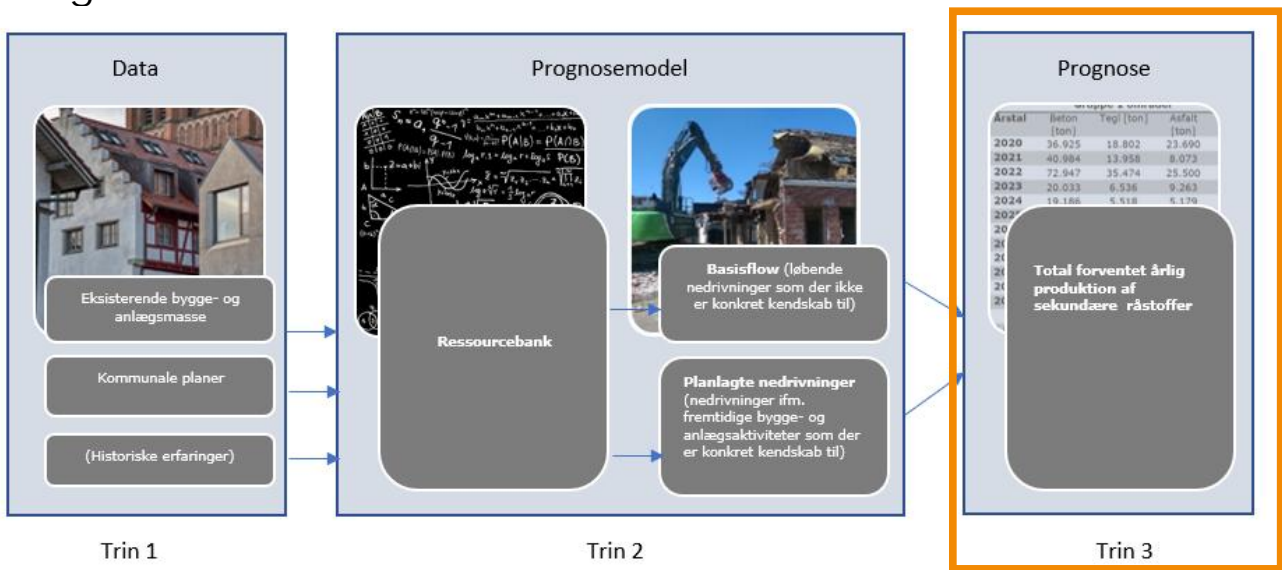 Data
Eksisterende bygge- og
anlægsmasse
Kommunale planer
(Historiske erfaringer)
Trin 1
Prognosemodel
P(A|B) = P(A∩B)
P(B)
z=a+bi
Ressourcebank
Basisflow (løbende
nedrivninger som der ikke
er konkret kendskab til)
Planlagte nedrivninger
(nedrivninger ifm.
fremtidige bygge- og
anlægsaktiviteter som der
er konkret kendskab til)
Trin 2
Prognose
Gruppe 2 områder
Årstal Beton Tegl [ton] Asfalt
[ton] [ton]
2020 36.925 18.802 23.690
2021 40.984 13.958 8.073
2022 72.947 35.474 25.500
2023 20.033 6.536 9.263
2024 19.186 5.518 5.179
Total forventet årlig
produktion af
sekundære råstoffer
Trin 3